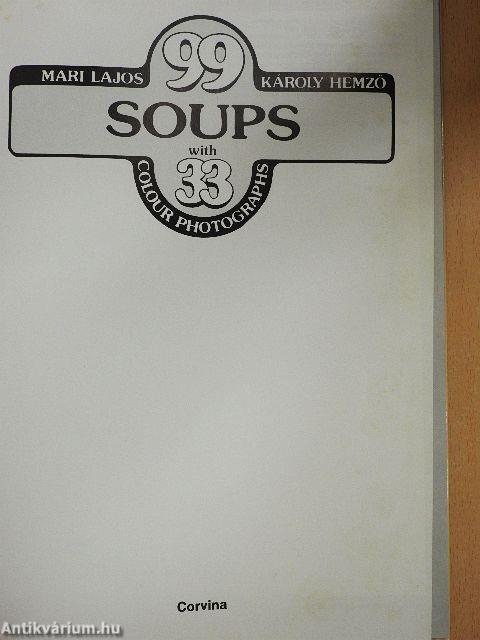 99
MARI LAJOS KÁROLY HEMZŐ
SOUPS
with
33
COLOUR PHOTOGRAPHS
Corvina
Antikvárium.hu